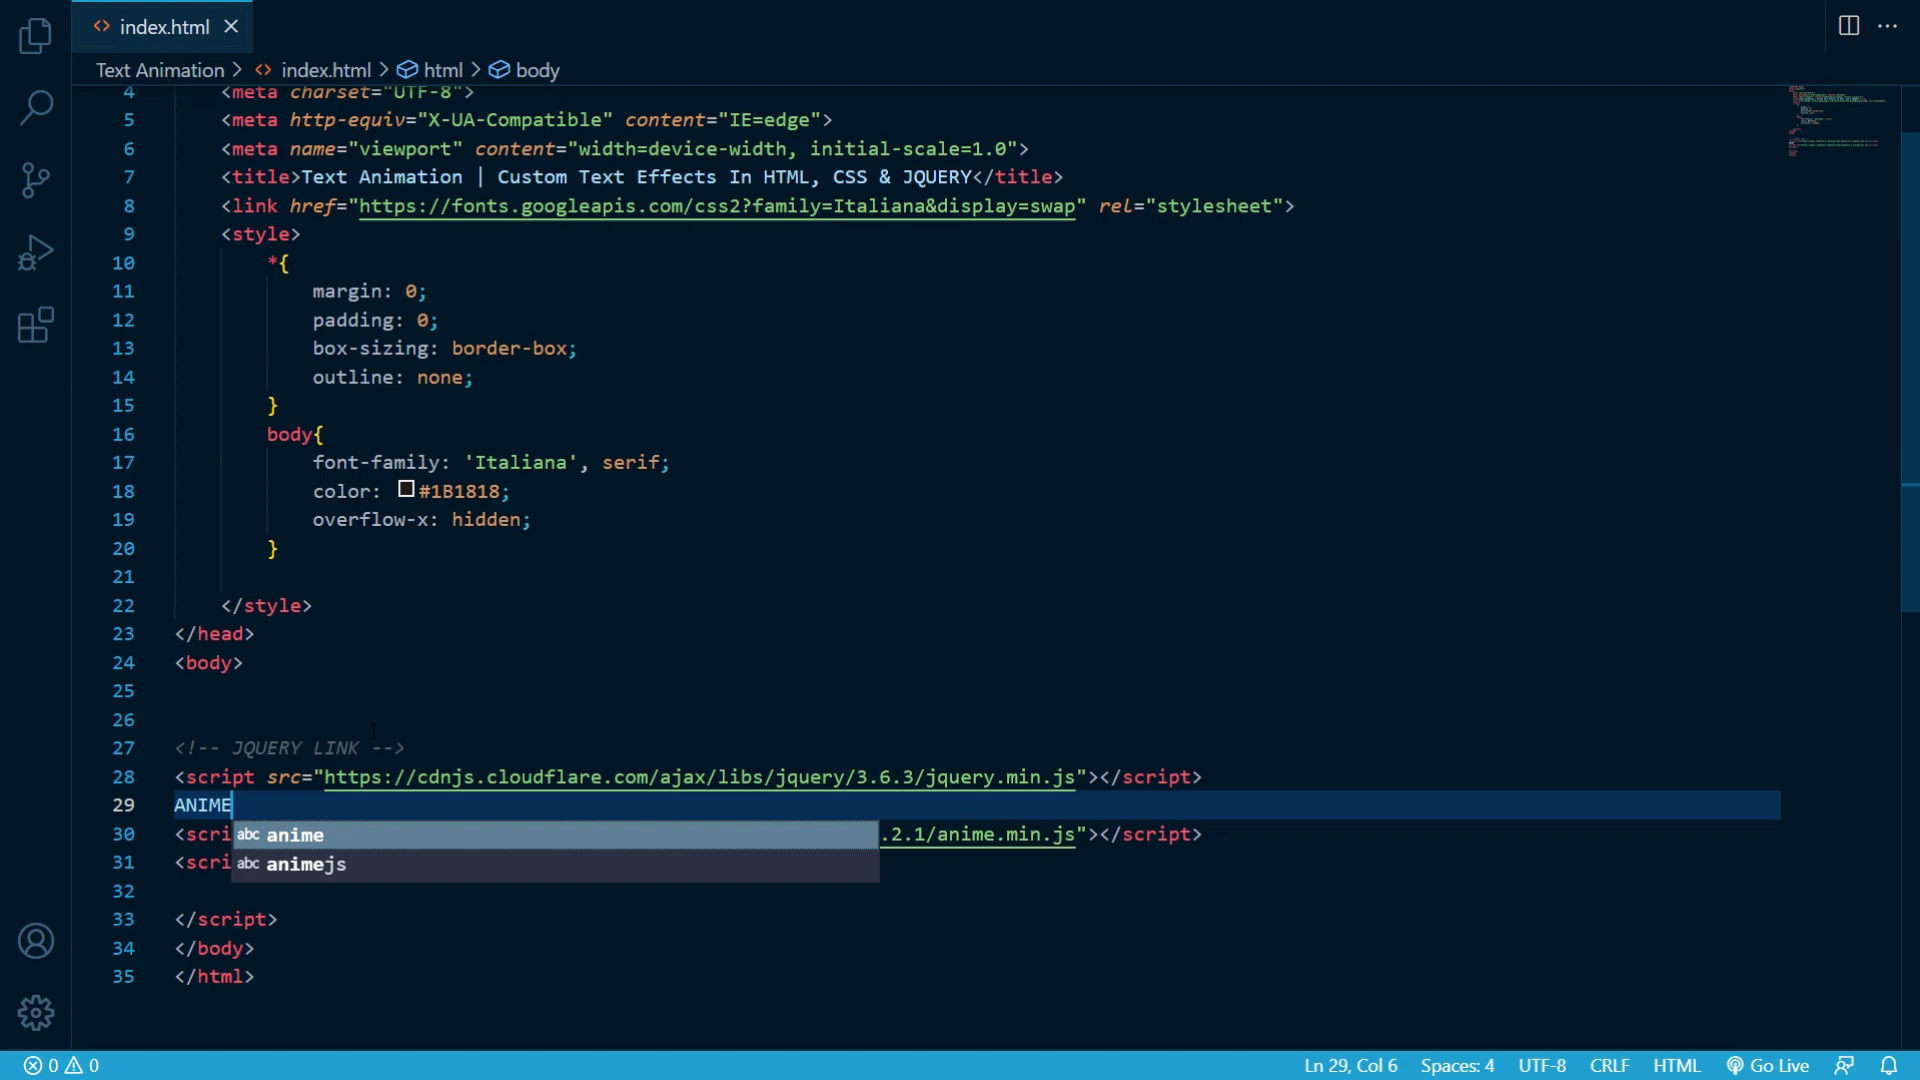 index.html
Text Animation > index.html > html > body
4 <meta charset="UTF-8">
5 <meta http-equiv="X-UA-Compatible" content="IE=edge">
6 <meta name="viewport" content="width=device-width, initial-scale=1.0">
7 <title>Text Animation | Custom Text Effects In HTML, CSS & JQUERY</title>
8 <link href="https://fonts.googleapis.com/css2?family=Italiana&display=swap" rel="stylesheet">
9 <style>
10 *{
11 margin: 0;
12 padding: 0;
13 box-sizing: border-box;
14 outline: none;
15 }
16 body{
17 font-family: 'Italiana', serif;
18 color: #1B1818;
19 overflow-x: hidden;
20 }
21
22 </style>
23 </head>
24 <body>
25
26
27 <!-- JQUERY LINK -->
28 <script src="https://cdnjs.cloudflare.com/ajax/libs/jquery/3.6.3/jquery.min.js"></script>
29 ANIME
30 <scri abc anime .2.1/anime.min.js"></script>
31 <scri abc animejs
32
33 </script>
34 </body>
35 </html>
0 0 Ln 29, Col 6 Spaces: 4 UTF-8 CRLF HTML Go Live